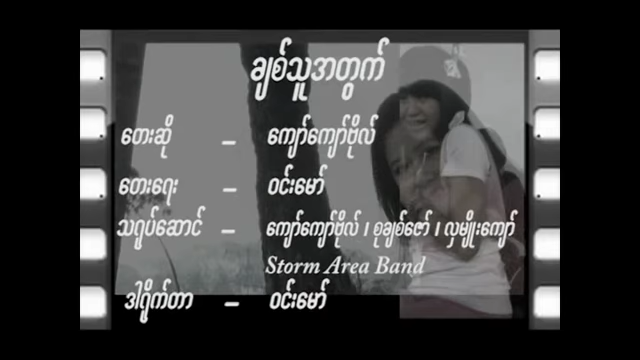 ချစ်သူအတွက်
တေးဆို – ကျော်ကျော်ဗိုလ်
တေးရေး – ဝင်းမော်
သရုပ်ဆောင် – ကျော်ကျော်ဗိုလ် ၊ စုချစ်ဇော် ၊ လှမျိုးကျော်
Storm Area Band
ဒါရိုက်တာ – ဝင်းမော်